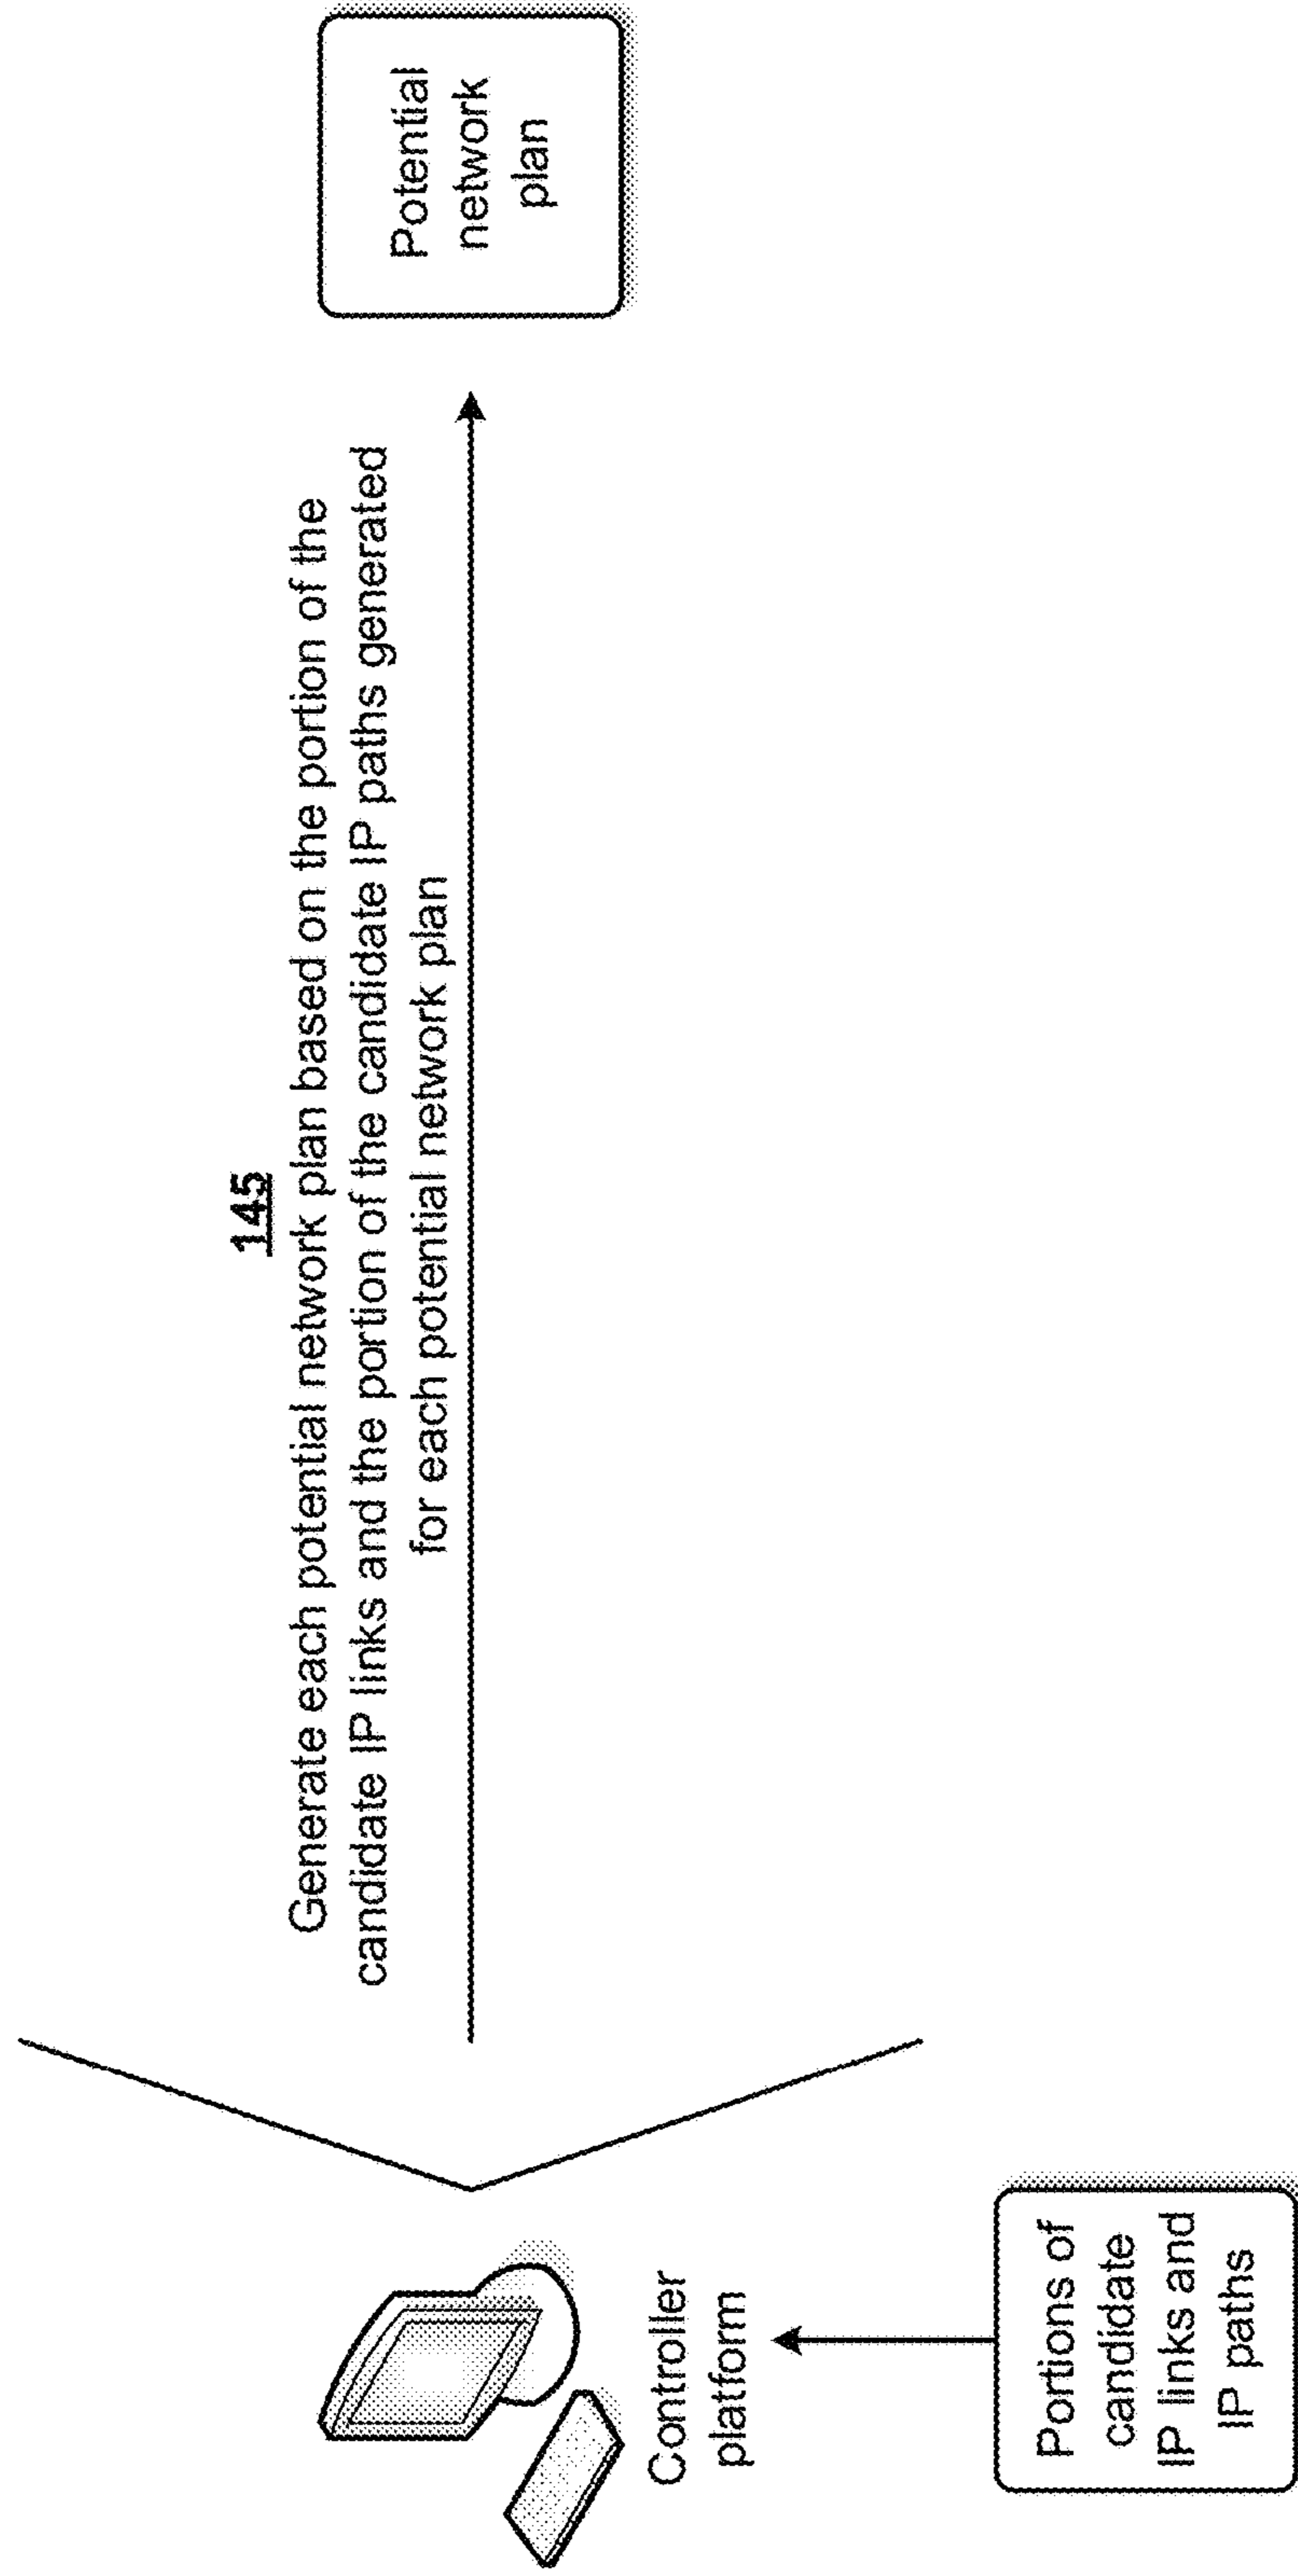 145
Generate each potential network plan based on the portion of the
candidate IP links and the portion of the candidate IP paths generated
for each potential network plan
Potential
network
plan
Controller
platform
Portions of
candidate
IP links and
IP paths